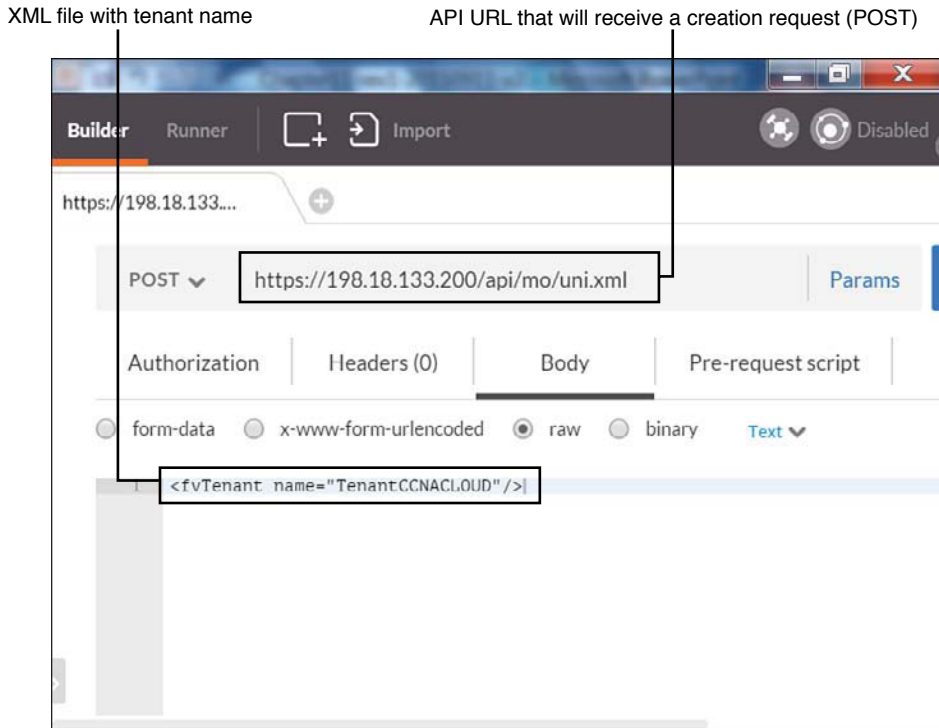 XML file with tenant name
API URL that will receive a creation request (POST)
X
Builder Runner Import Disabled
https://198.18.133....
POST https://198.18.133.200/api/mo/uni.xml Params
Authorization Headers (0) Body Pre-request script
form-data x-www-form-urlencoded raw binary Text
1 <fvTenant name="TenantCCNACLOUD"/>